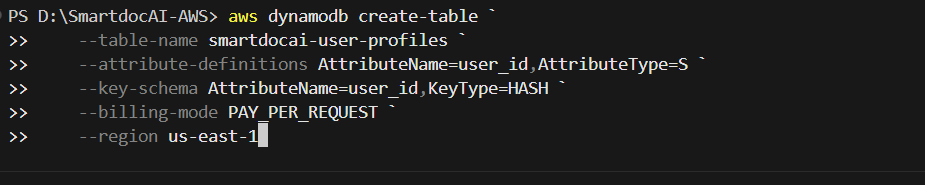 PS D:\SmartdocAI-AWS> aws dynamodb create-table `
>>     --table-name smartdocai-user-profiles `
>>     --attribute-definitions AttributeName=user_id,AttributeType=S `
>>     --key-schema AttributeName=user_id,KeyType=HASH `
>>     --billing-mode PAY_PER_REQUEST `
>>     --region us-east-1